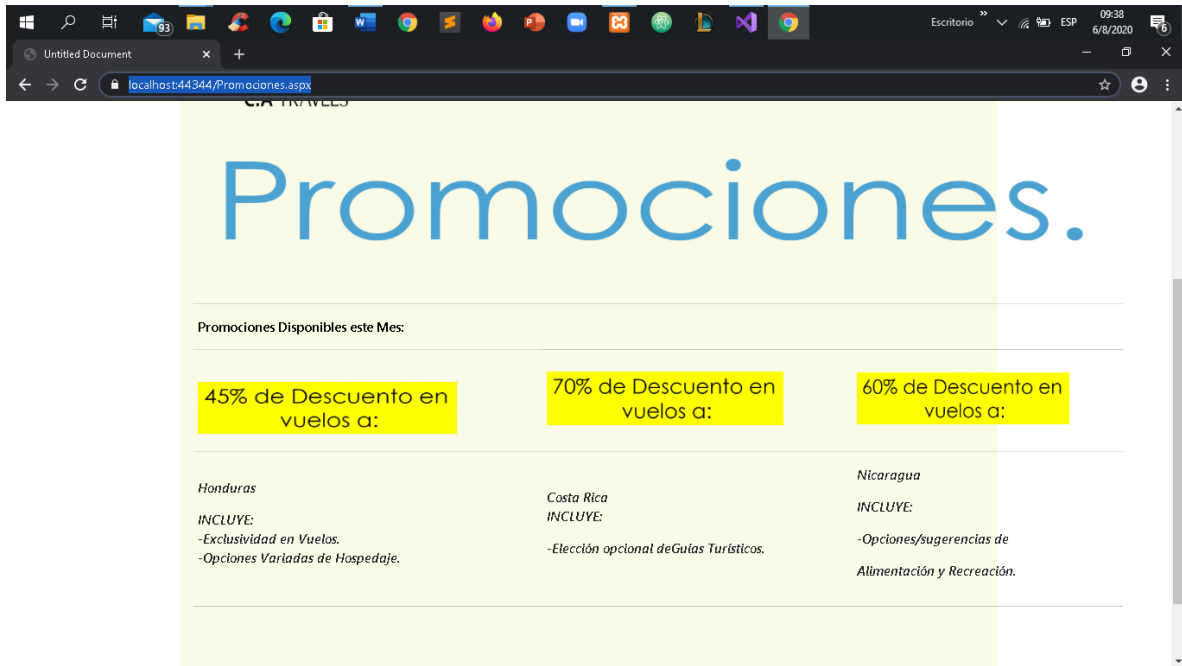 93
Escritorio
ESP
09:38
6/8/2020
6
Untitled Document
localhost:44344/Promociones.aspx
C.A TRAVELS
Promociones.
Promociones Disponibles este Mes:
45% de Descuento en
vuelos a:
70% de Descuento en
vuelos a:
60% de Descuento en
vuelos a:
Honduras
INCLUYE:
-Exclusividad en Vuelos.
-Opciones Variadas de Hospedaje.
Costa Rica
INCLUYE:
-Elección opcional deGuías Turísticos.
Nicaragua
INCLUYE:
-Opciones/sugerencias de
Alimentación y Recreación.